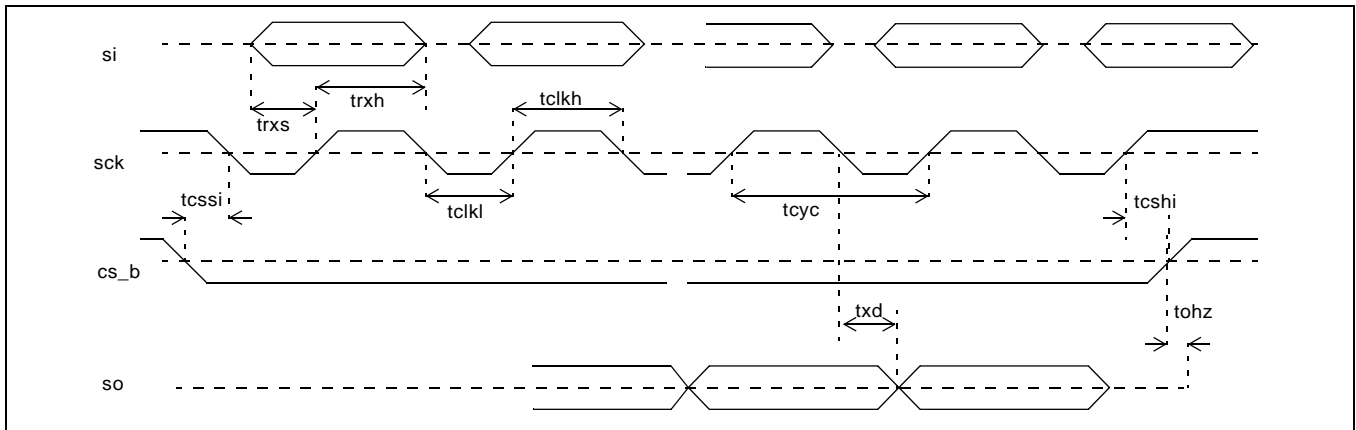 si
trxs
trxh
tclkh
sck
tcssi
tclkl
tcyc
tcshi
cs_b
txd
tohz
so